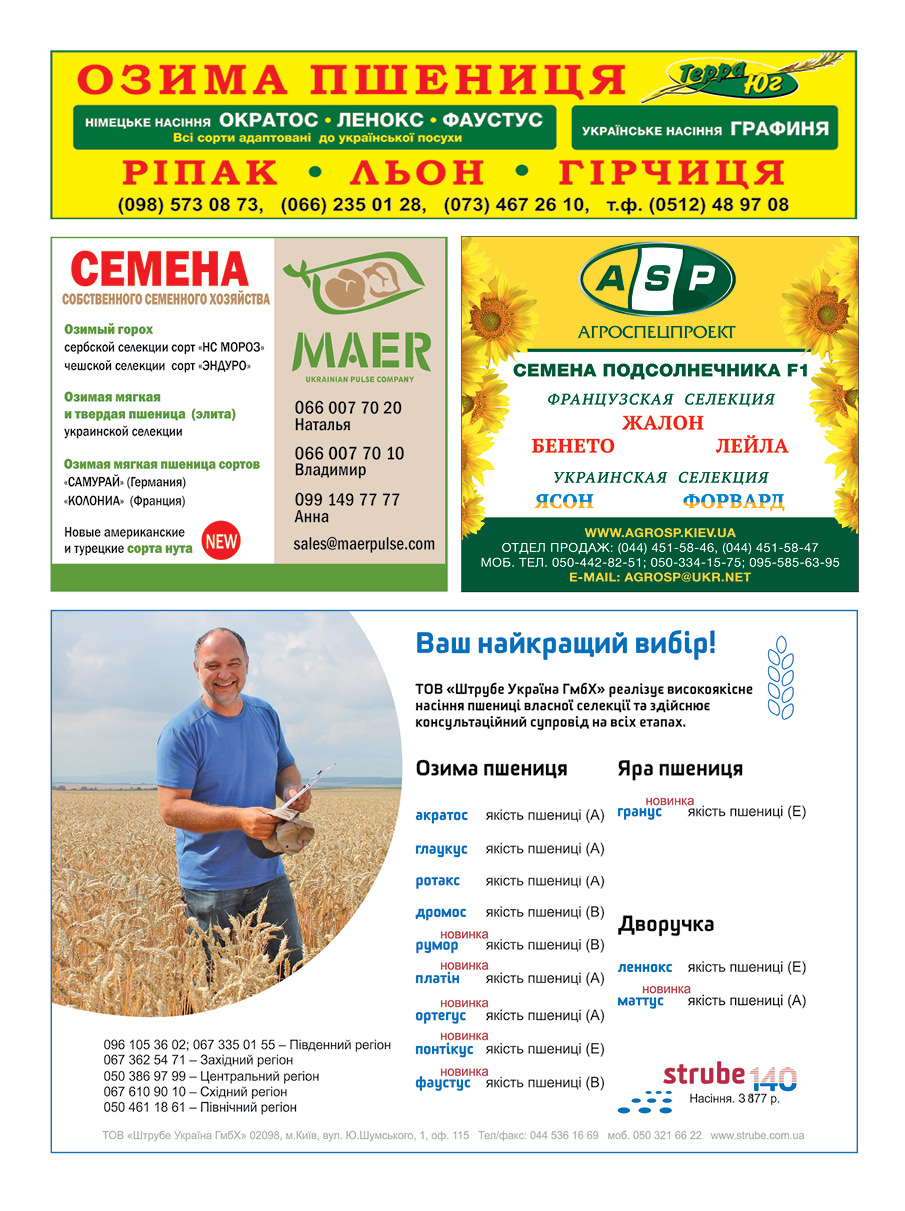 ОЗИМА ПШЕНИЦЯ
Терра Юг
НІМЕЦЬКЕ НАСІННЯ ОКРАТОС • ЛЕНОКС • ФАУСТУС
Всі сорти адаптовані до української посухи
УКРАЇНСЬКЕ НАСІННЯ ГРАФИНЯ
РІПАК • ЛЬОН • ГІРЧИЦЯ
(098) 573 08 73, (066) 235 01 28, (073) 467 26 10, т.ф. (0512) 48 97 08
СЕМЕНА
СОБСТВЕННОГО СЕМЕННОГО ХОЗЯЙСТВА
Озимый горох
сербской селекции сорт «НС МОРОЗ»
чешской селекции сорт «ЭНДУРО»
Озимая мягкая
и твердая пшеница (элита)
украинской селекции
Озимая мягкая пшеница сортов
«САМУРАЙ» (Германия)
«КОЛОНИА» (Франция)
Новые американские
и турецкие сорта нута
NEW
MAER
UKRAINIAN PULSE COMPANY
066 007 70 20
Наталья
066 007 70 10
Владимир
099 149 77 77
Анна
sales@maerpulse.com
ASP
АГРОСПЕЦПРОЕКТ
СЕМЕНА ПОДСОЛНЕЧНИКА F1
ФРАНЦУЗСКАЯ СЕЛЕКЦИЯ
ЖАЛОН
БЕНЕТО ЛЕЙЛА
УКРАИНСКАЯ СЕЛЕКЦИЯ
ЯСОН ФОРВАРД
WWW.AGROSP.KIEV.UA
ОТДЕЛ ПРОДАЖ: (044) 451-58-46, (044) 451-58-47
МОБ. ТЕЛ. 050-442-82-51; 050-334-15-75; 095-585-63-95
E-MAIL: AGROSP@UKR.NET
Ваш найкращий вибір!
ТОВ «Штрубе Україна ГмбХ» реалізує високоякісне
насіння пшениці власної селекції та здійснює
консультаційний супровід на всіх етапах.
Озима пшениця
акратос якість пшениці (А)
глаукус якість пшениці (А)
ротакс якість пшениці (А)
дромос якість пшениці (В)
новинка
румор якість пшениці (В)
новинка
платін якість пшениці (А)
новинка
ортегус якість пшениці (А)
новинка
понтікус якість пшениці (Е)
новинка
фаустус якість пшениці (В)
Яра пшениця
новинка
гранус якість пшениці (Е)
Дворучка
леннокс якість пшениці (Е)
новинка
маттус якість пшениці (А)
strube 140
Насіння. З 1877 р.
096 105 36 02; 067 335 01 55 – Південний регіон
067 362 54 71 – Західний регіон
050 386 97 99 – Центральний регіон
067 610 90 10 – Східний регіон
050 461 18 61 – Північний регіон
ТОВ «Штрубе Україна ГмбХ» 02098, м.Київ, вул. Ю.Шумського, 1, оф. 115 Тел/факс: 044 536 16 69 моб. 050 321 66 22 www.strube.com.ua